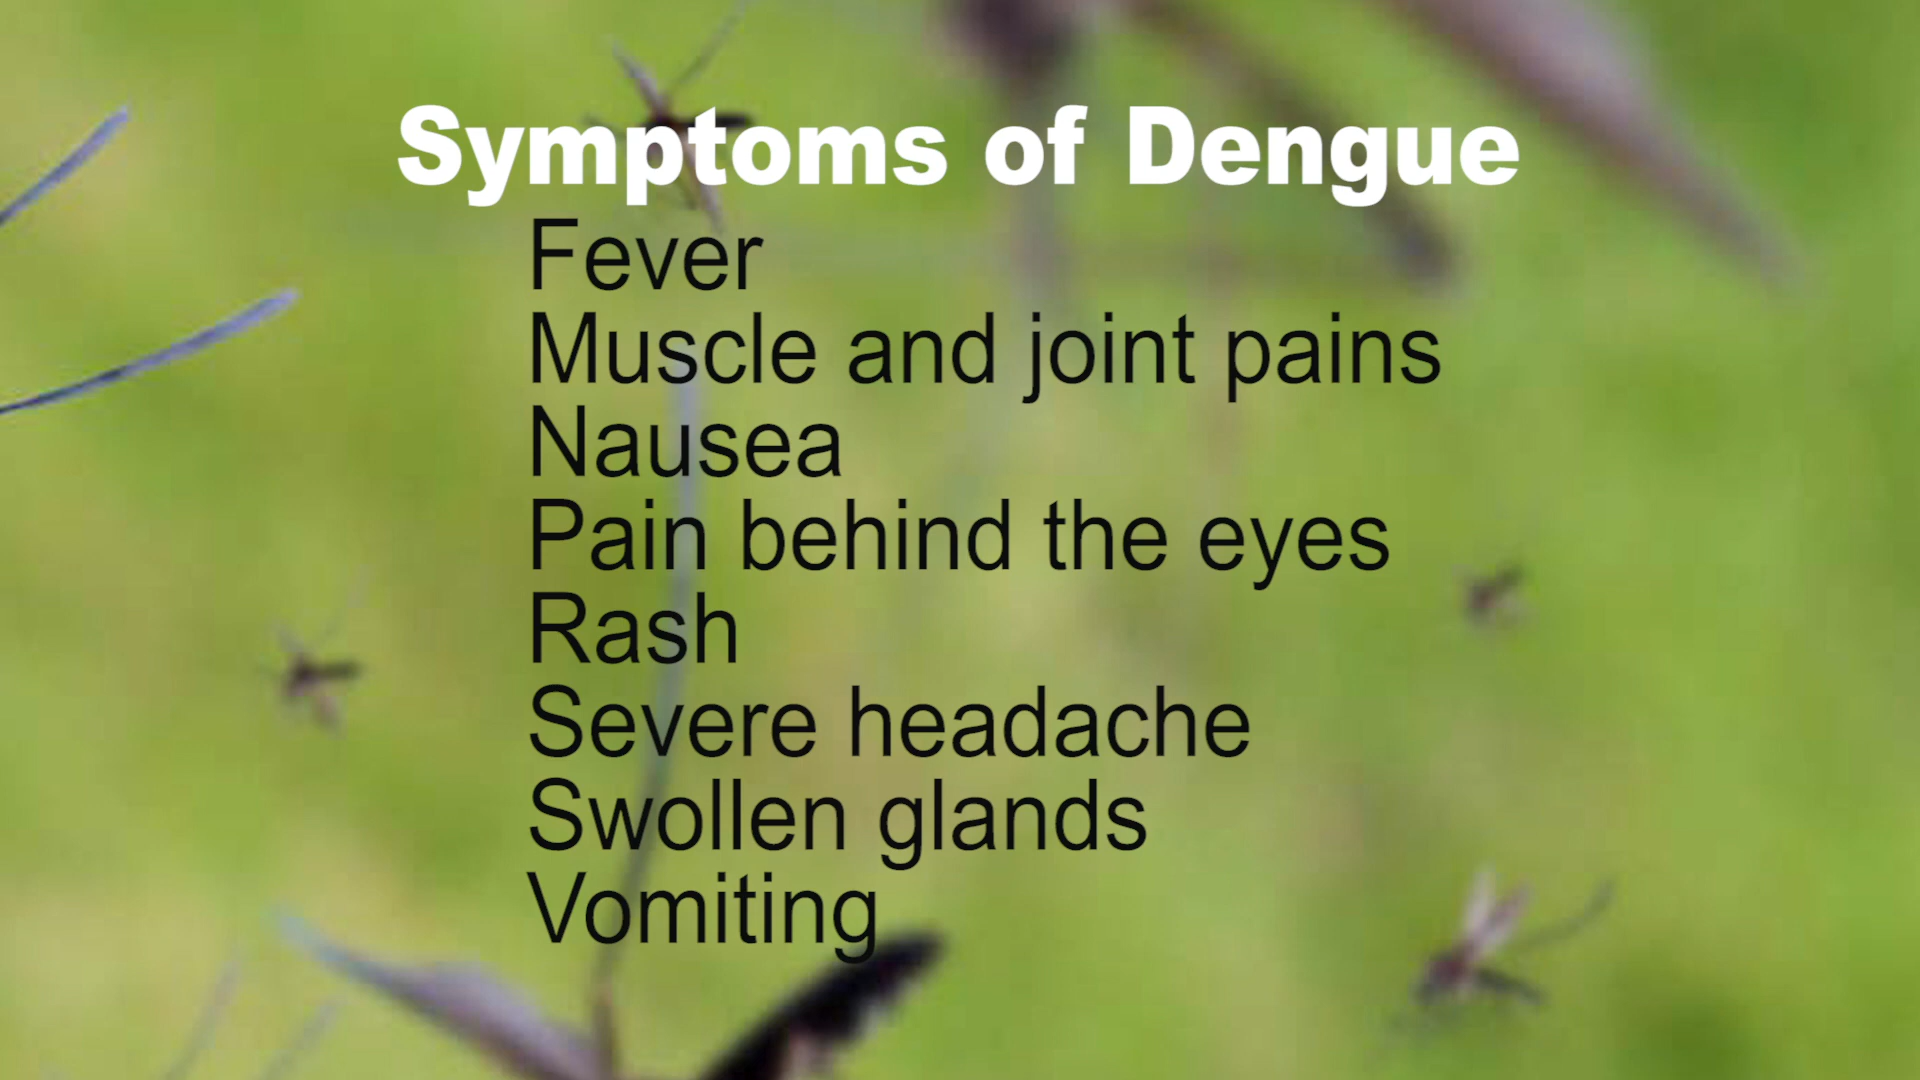 Symptoms of Dengue
Fever
Muscle and joint pains
Nausea
Pain behind the eyes
Rash
Severe headache
Swollen glands
Vomiting